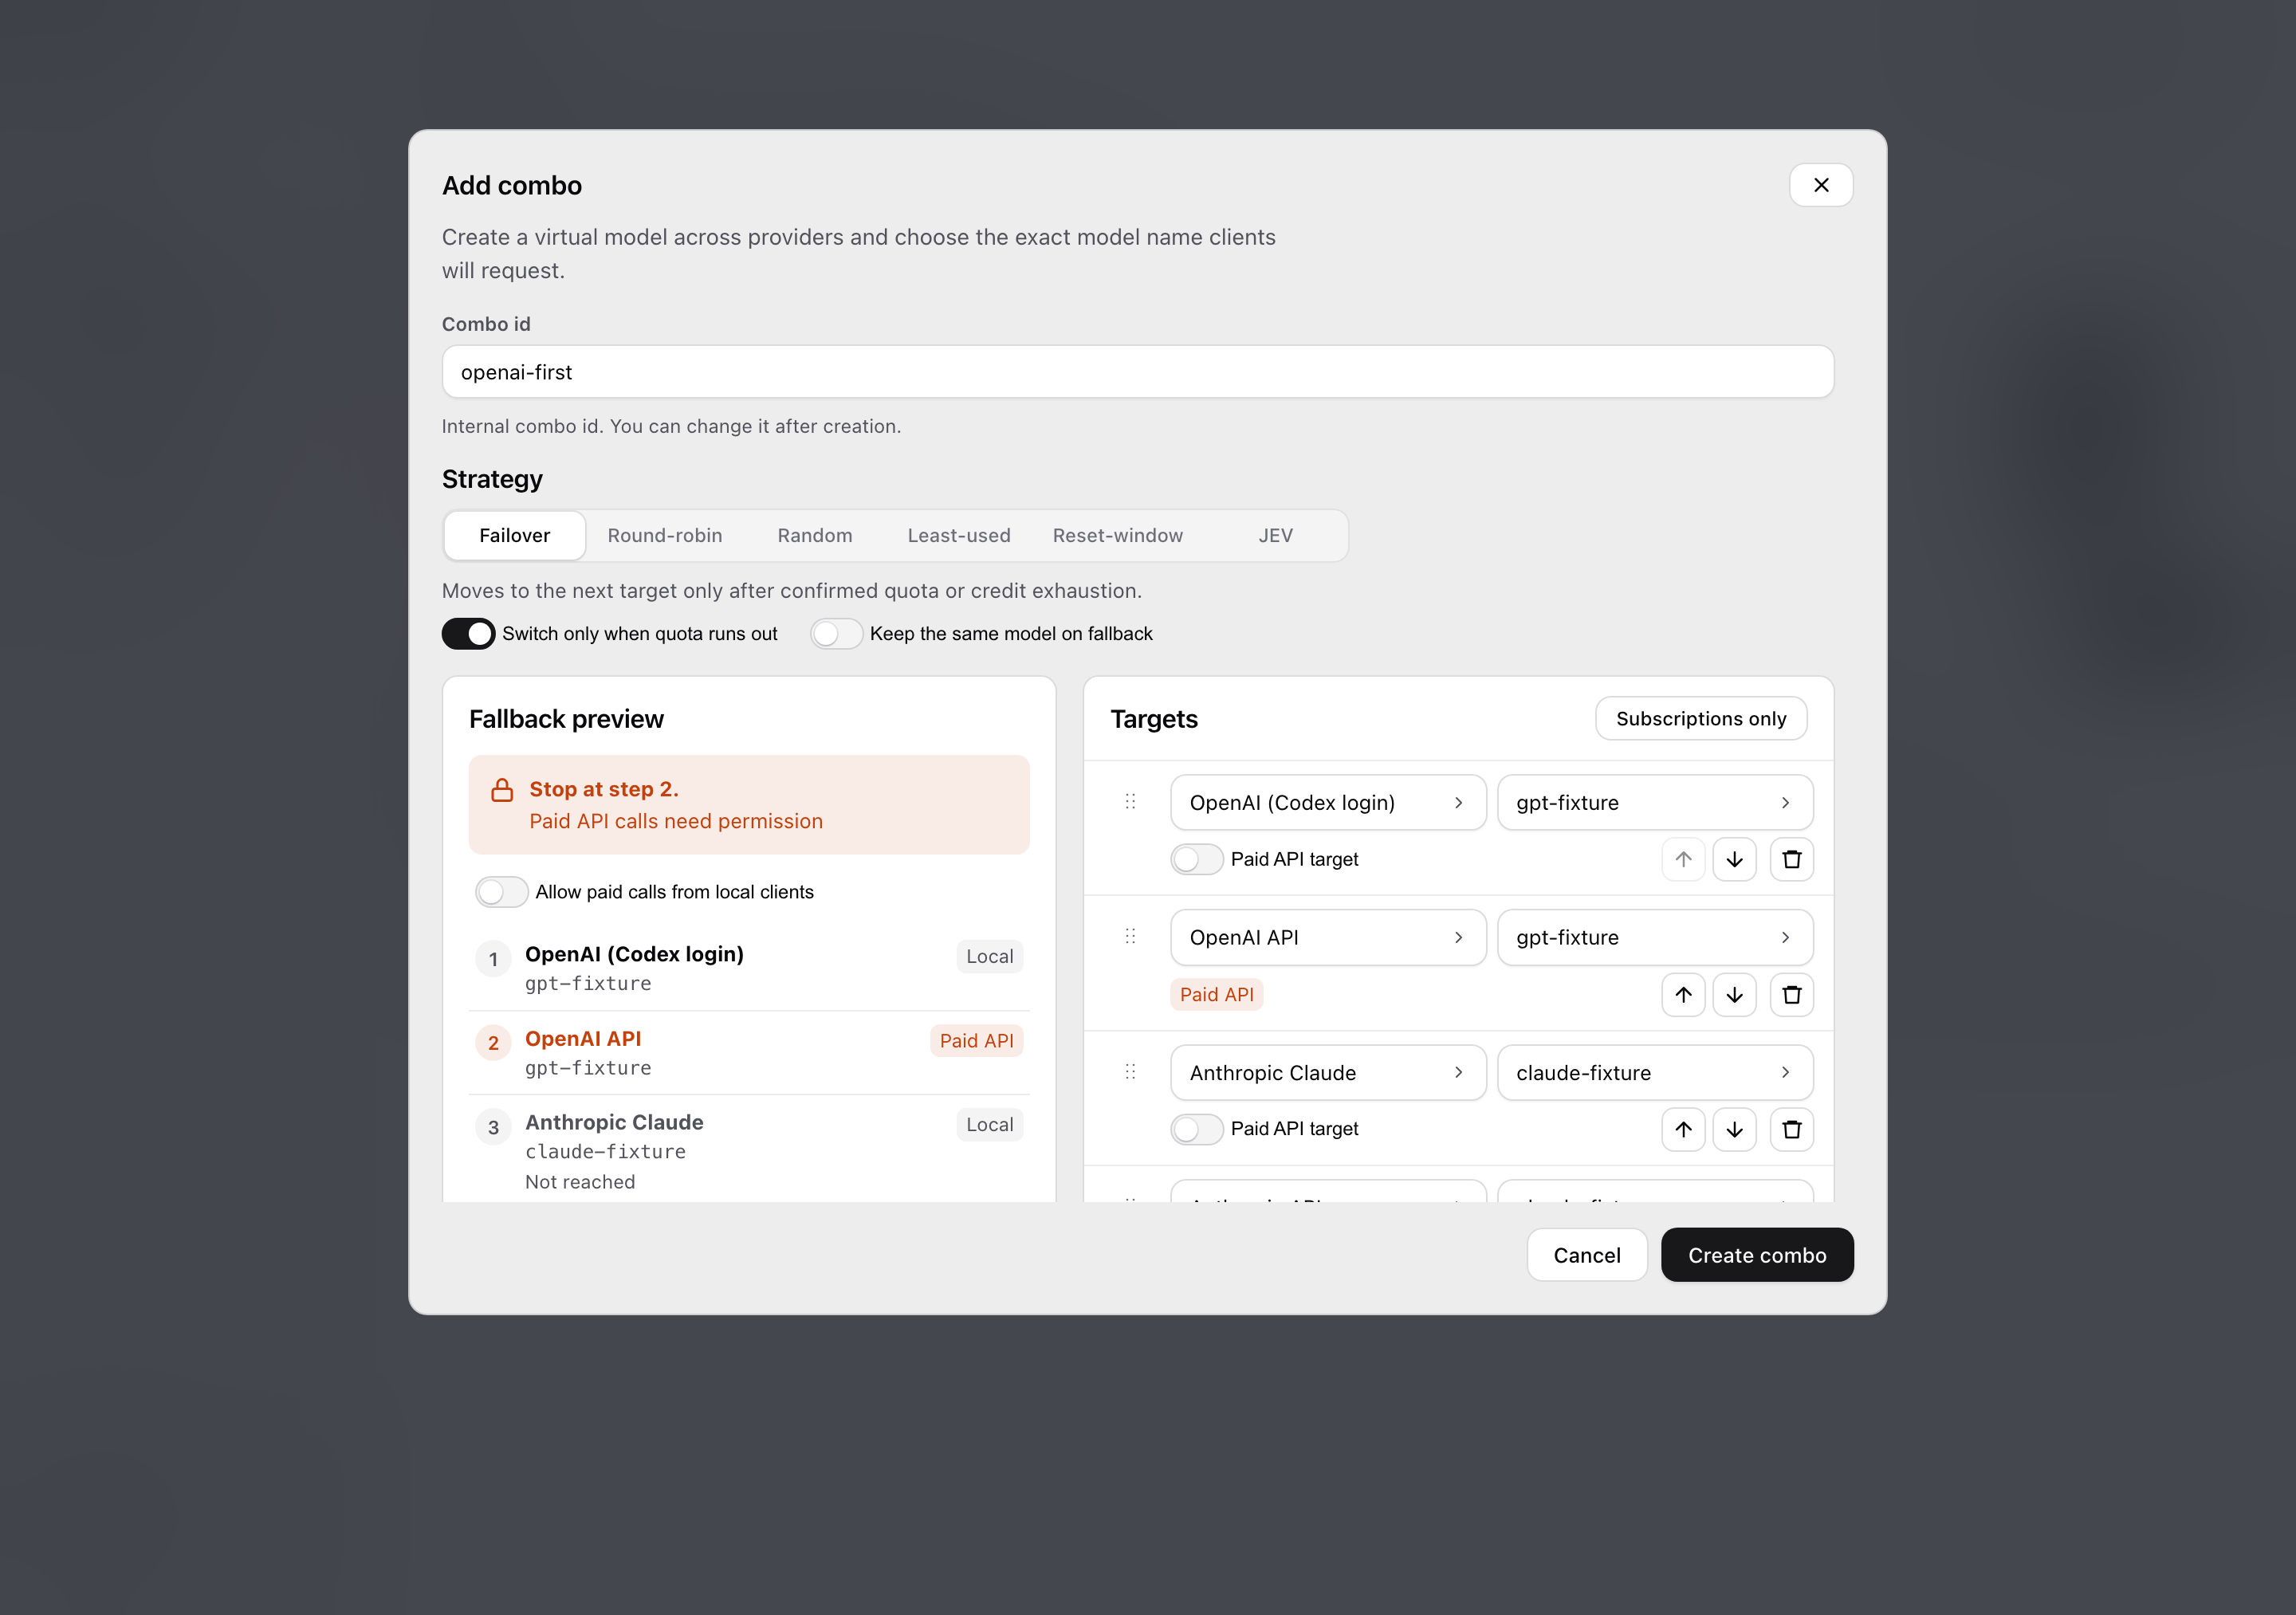 Add combo
Create a virtual model across providers and choose the exact model name clients
will request.
Combo id
openai-first
Internal combo id. You can change it after creation.
Strategy
Failover
Round-robin
Random
Least-used
Reset-window
JEV
Moves to the next target only after confirmed quota or credit exhaustion.
Switch only when quota runs out
Keep the same model on fallback
Fallback preview
Stop at step 2.
Paid API calls need permission
Allow paid calls from local clients
1
OpenAI (Codex login)
Local
gpt-fixture
2
OpenAI API
Paid API
gpt-fixture
3
Anthropic Claude
Local
claude-fixture
Not reached
Targets
Subscriptions only
OpenAI (Codex login)
gpt-fixture
Paid API target
OpenAI API
gpt-fixture
Paid API
Anthropic Claude
claude-fixture
Paid API target
Cancel
Create combo